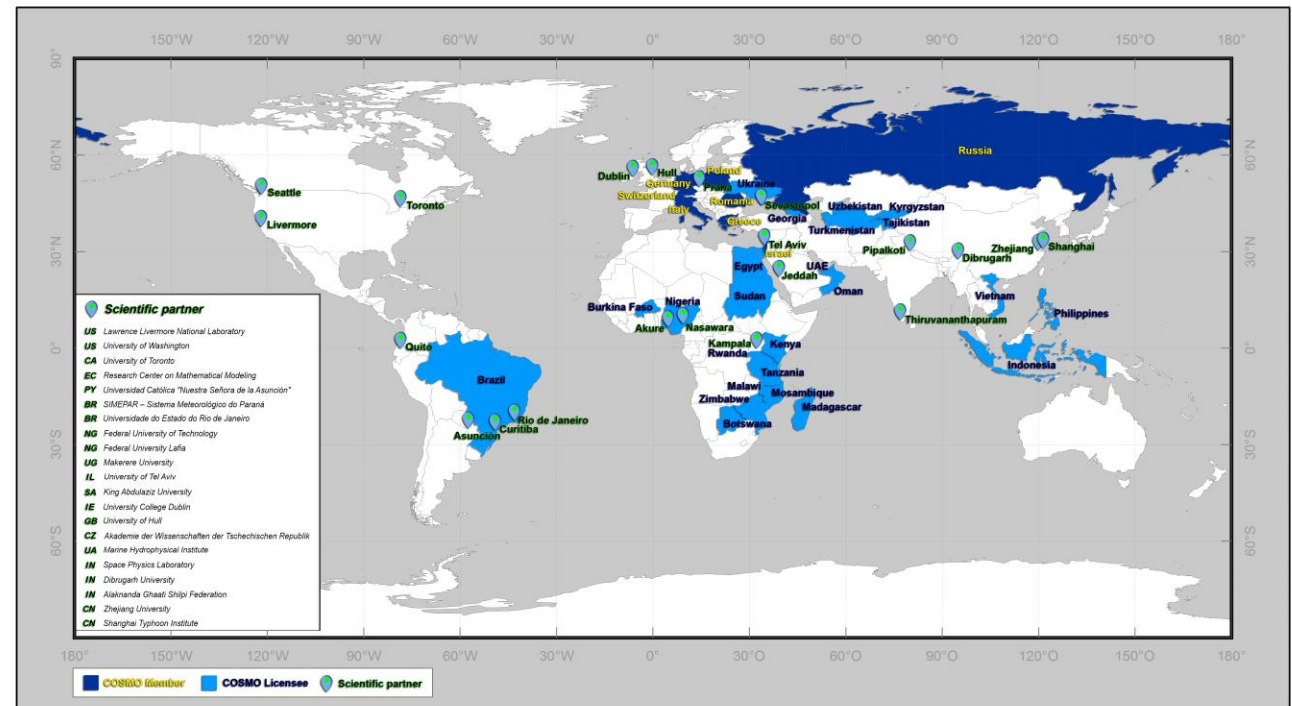 150°W 120°W 90°W 60°W 30°W 0° 30°E 60°E 90°E 120°E 150°E 180°
90°
60°N
30°N
0°
30°S
60°S
60°N
30°N
0°
30°S
60°S
Russia
Dublin
Hull
Poland
Germany
Praha
Ukraine
Switzerland
Romania
Sevastopol
Italy
Greece
Georgia
Uzbekistan
Kyrgyzstan
Tajikistan
Turkmenistan
Seattle
Toronto
Livermore
Tel Aviv
Israel
Pipalkoti
Dibrugarh
Zhejiang
Shanghai
Egypt
Jeddah
UAE
Oman
Sudan
Vietnam
Philippines
Burkina Faso
Nigeria
Akure
Nasawara
Thiruvananthapuram
Quito
Kampala
Kenya
Rwanda
Indonesia
Brazil
Tanzania
Malawi
Mosambique
Zimbabwe
Madagascar
Rio de Janeiro
Asunción
Curitiba
Botswana
Scientific partner
US Lawrence Livermore National Laboratory
US University of Washington
CA University of Toronto
EC Research Center on Mathematical Modeling
PY Universidad Católica "Nuestra Señora de la Asunción"
BR SIMEPAR – Sistema Meteorológico do Paraná
BR Universidade do Estado do Rio de Janeiro
NG Federal University of Technology
NG Federal University Lafia
UG Makerere University
IL University of Tel Aviv
SA King Abdulaziz University
IE University College Dublin
GB University of Hull
CZ Akademie der Wissenschaften der Tschechischen Republik
UA Marine Hydrophysical Institute
IN Space Physics Laboratory
IN Dibrugarh University
IN Alaknanda Ghaati Shilpi Federation
CN Zhejiang University
CN Shanghai Typhoon Institute
180° 150°W 120°W 90°W 60°W 30°W 0° 30°E 60°E 90°E 120°E 150°E 180°
COSMO Member COSMO Licensee Scientific partner